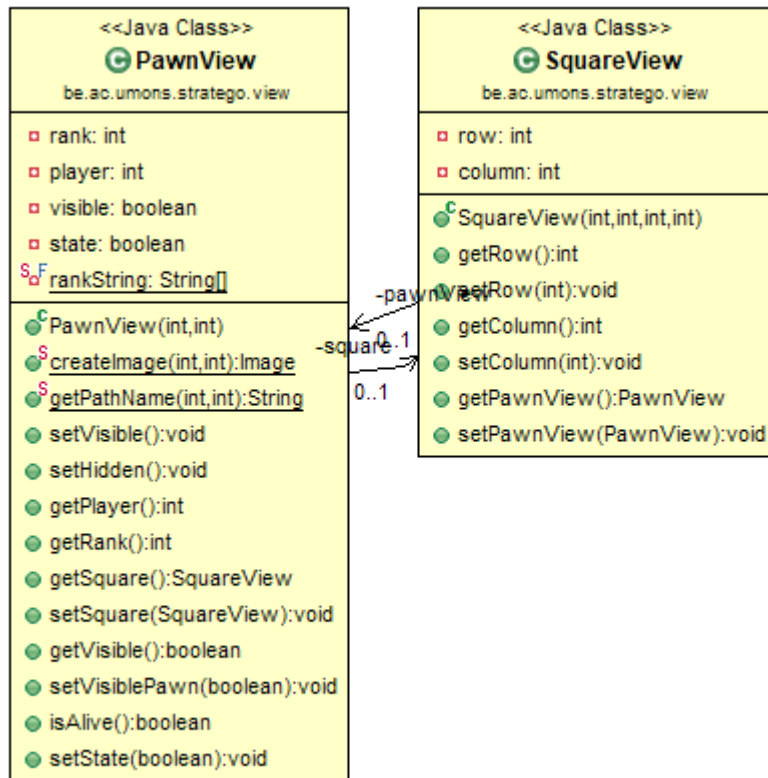 <<Java Class>>
PawnView
be.ac.umons.stratego.view
rank: int
player: int
visible: boolean
state: boolean
S F rankString: String[]
C PawnView(int,int)
S createImage(int,int):Image
S getPathName(int,int):String
setVisible():void
setHidden():void
getPlayer():int
getRank():int
getSquare():SquareView
setSquare(SquareView):void
getVisible():boolean
setVisiblePawn(boolean):void
isAlive():boolean
setState(boolean):void
-pawnView
0..1
-square
0..1
<<Java Class>>
SquareView
be.ac.umons.stratego.view
row: int
column: int
C SquareView(int,int,int,int)
getRow():int
setRow(int):void
getColumn():int
setColumn(int):void
getPawnView():PawnView
setPawnView(PawnView):void